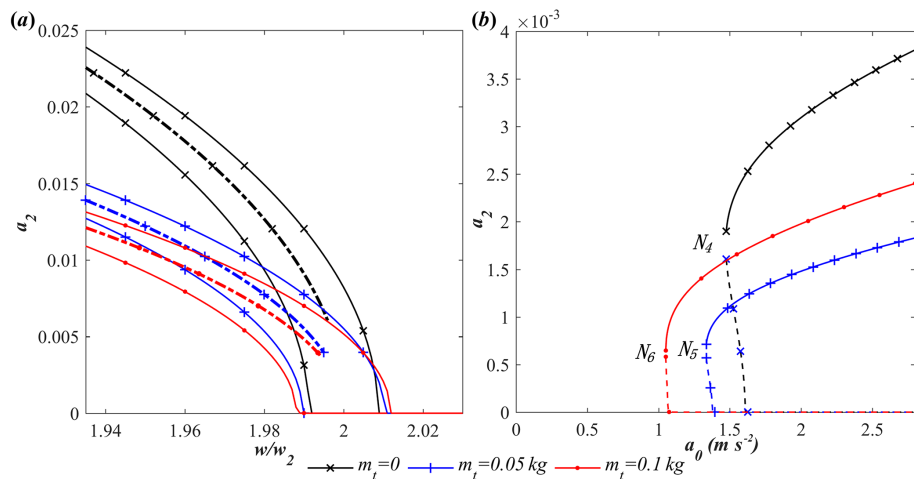 (a)
(b)
×10⁻³
0.025
0.02
0.015
0.01
0.005
0
a₂
1.94 1.96 1.98 2 2.02
w/w₂
4
3.5
3
2.5
2
1.5
1
0.5
0
a₂
N₄
N₅
N₆
0 0.5 1 1.5 2 2.5
a₀ (m s⁻²)
mₜ=0 mₜ=0.05 kg mₜ=0.1 kg